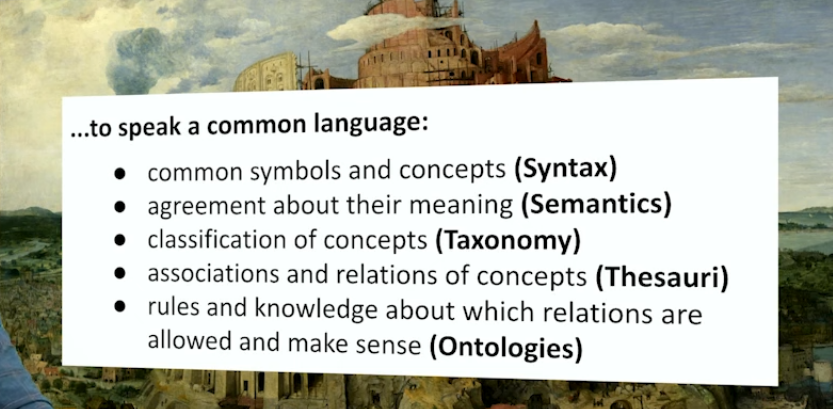 ...to speak a common language:
● common symbols and concepts (Syntax)
● agreement about their meaning (Semantics)
● classification of concepts (Taxonomy)
● associations and relations of concepts (Thesauri)
● rules and knowledge about which relations are
allowed and make sense (Ontologies)